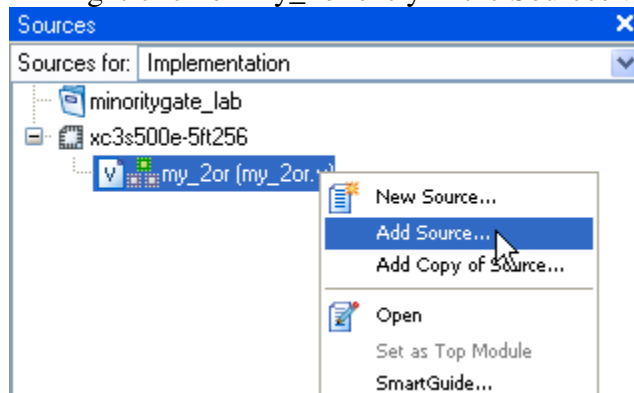 Sources
Sources for: Implementation
minoritygate_lab
xc3s500e-5ft256
V my_2or (my_2or.v)
New Source...
Add Source...
Add Copy of Source...
Open
Set as Top Module
SmartGuide...